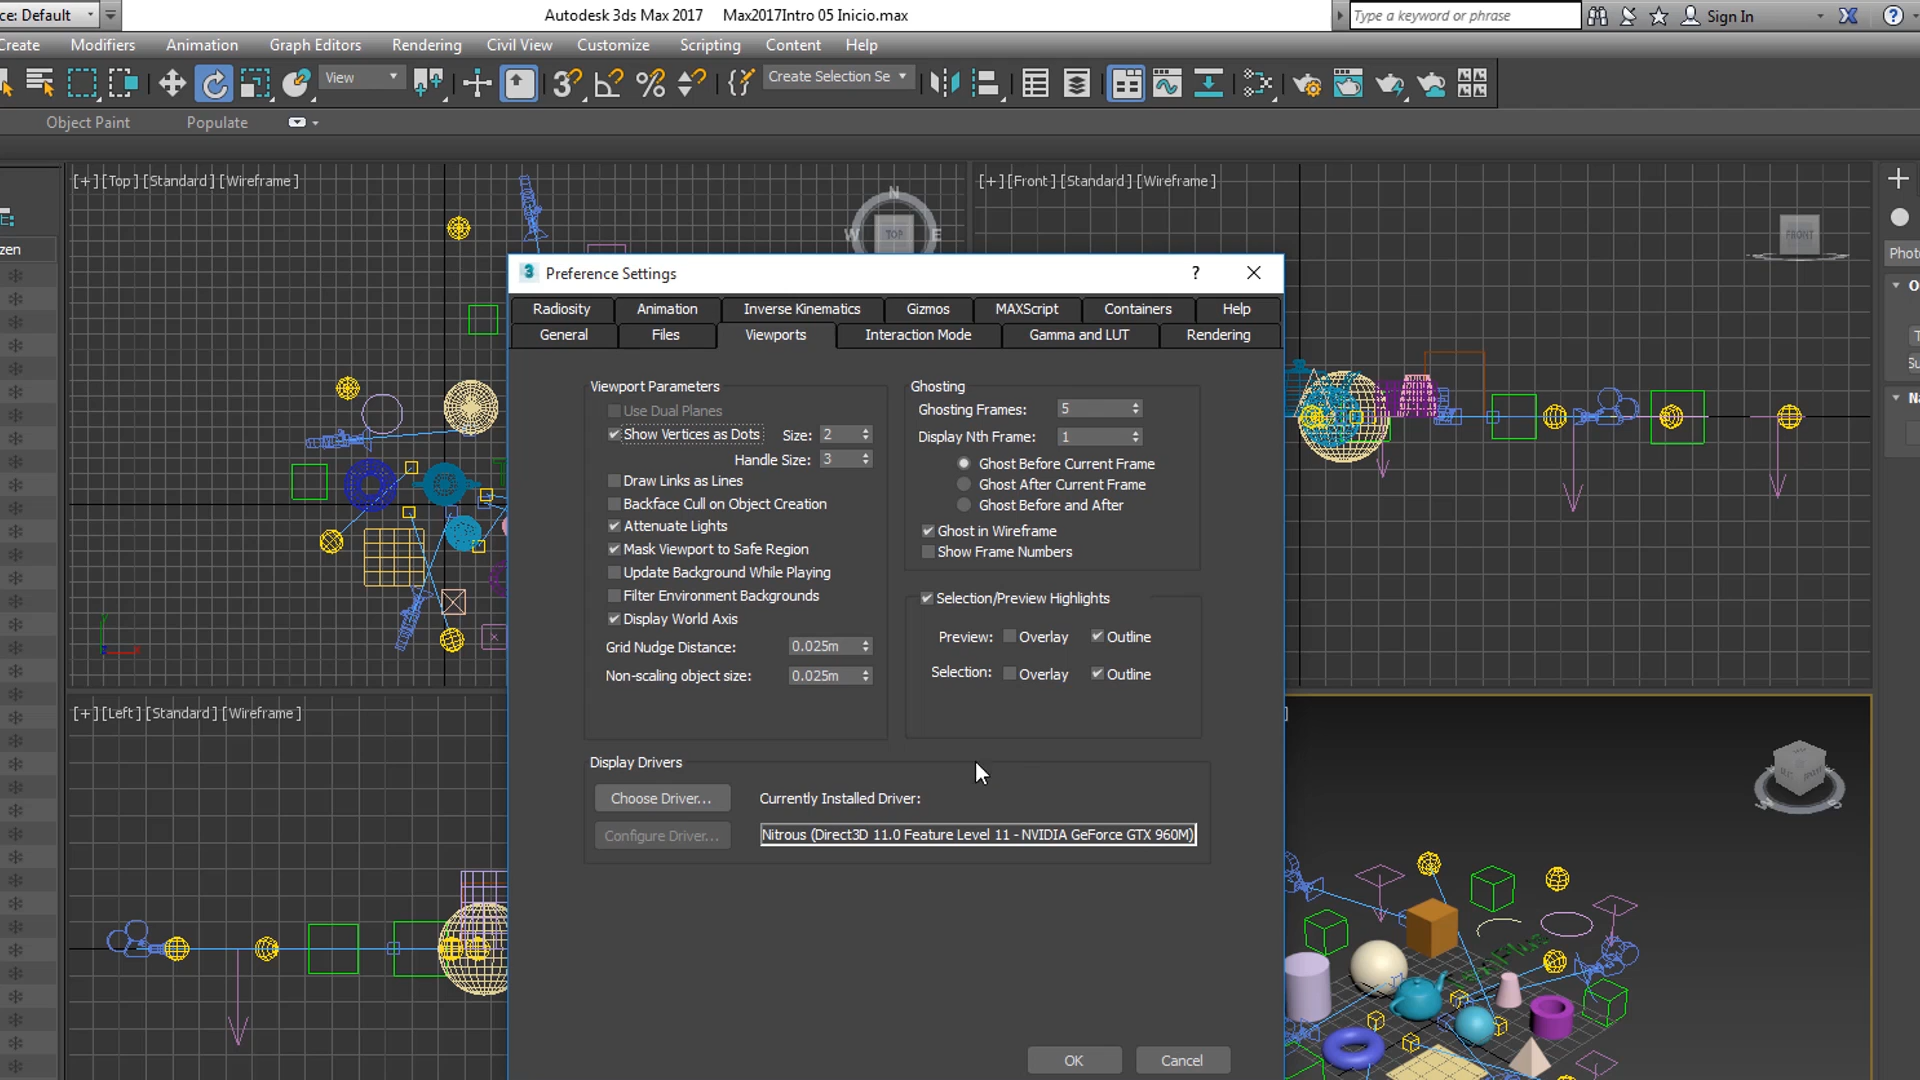 ce: Default
Autodesk 3ds Max 2017    Max2017Intro 05 Inicio.max
Type a keyword or phrase
Sign In
Create Modifiers Animation Graph Editors Rendering Civil View Customize Scripting Content Help
View
Create Selection Se
Object Paint Populate
[+][Top][Standard][Wireframe]
[+][Front][Standard][Wireframe]
N
W TOP E
FRONT
zen
Photo
Preference Settings
Radiosity Animation Inverse Kinematics Gizmos MAXScript Containers Help
General Files Viewports Interaction Mode Gamma and LUT Rendering
Viewport Parameters
Use Dual Planes
Show Vertices as Dots Size: 2
Handle Size: 3
Draw Links as Lines
Backface Cull on Object Creation
Attenuate Lights
Mask Viewport to Safe Region
Update Background While Playing
Filter Environment Backgrounds
Display World Axis
Grid Nudge Distance: 0.025m
Non-scaling object size: 0.025m
Ghosting
Ghosting Frames: 5
Display Nth Frame: 1
Ghost Before Current Frame
Ghost After Current Frame
Ghost Before and After
Ghost in Wireframe
Show Frame Numbers
Selection/Preview Highlights
Preview: Overlay Outline
Selection: Overlay Outline
Display Drivers
Choose Driver... Currently Installed Driver:
Configure Driver... Nitrous (Direct3D 11.0 Feature Level 11 - NVIDIA GeForce GTX 960M)
OK Cancel
[+][Left][Standard][Wireframe]